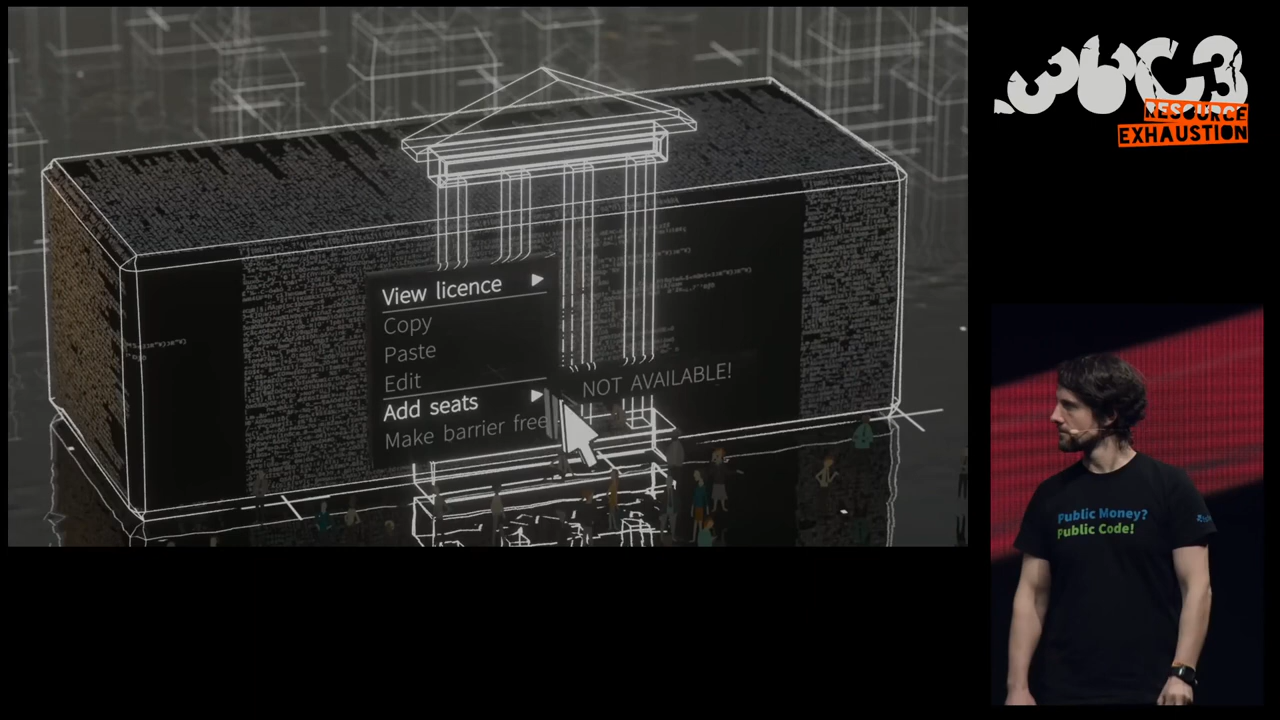 View licence
Copy
Paste
Edit
Add seats
Make barrier free
NOT AVAILABLE!
36C3
RESOURCE
EXHAUSTION
Public Money?
Public Code!